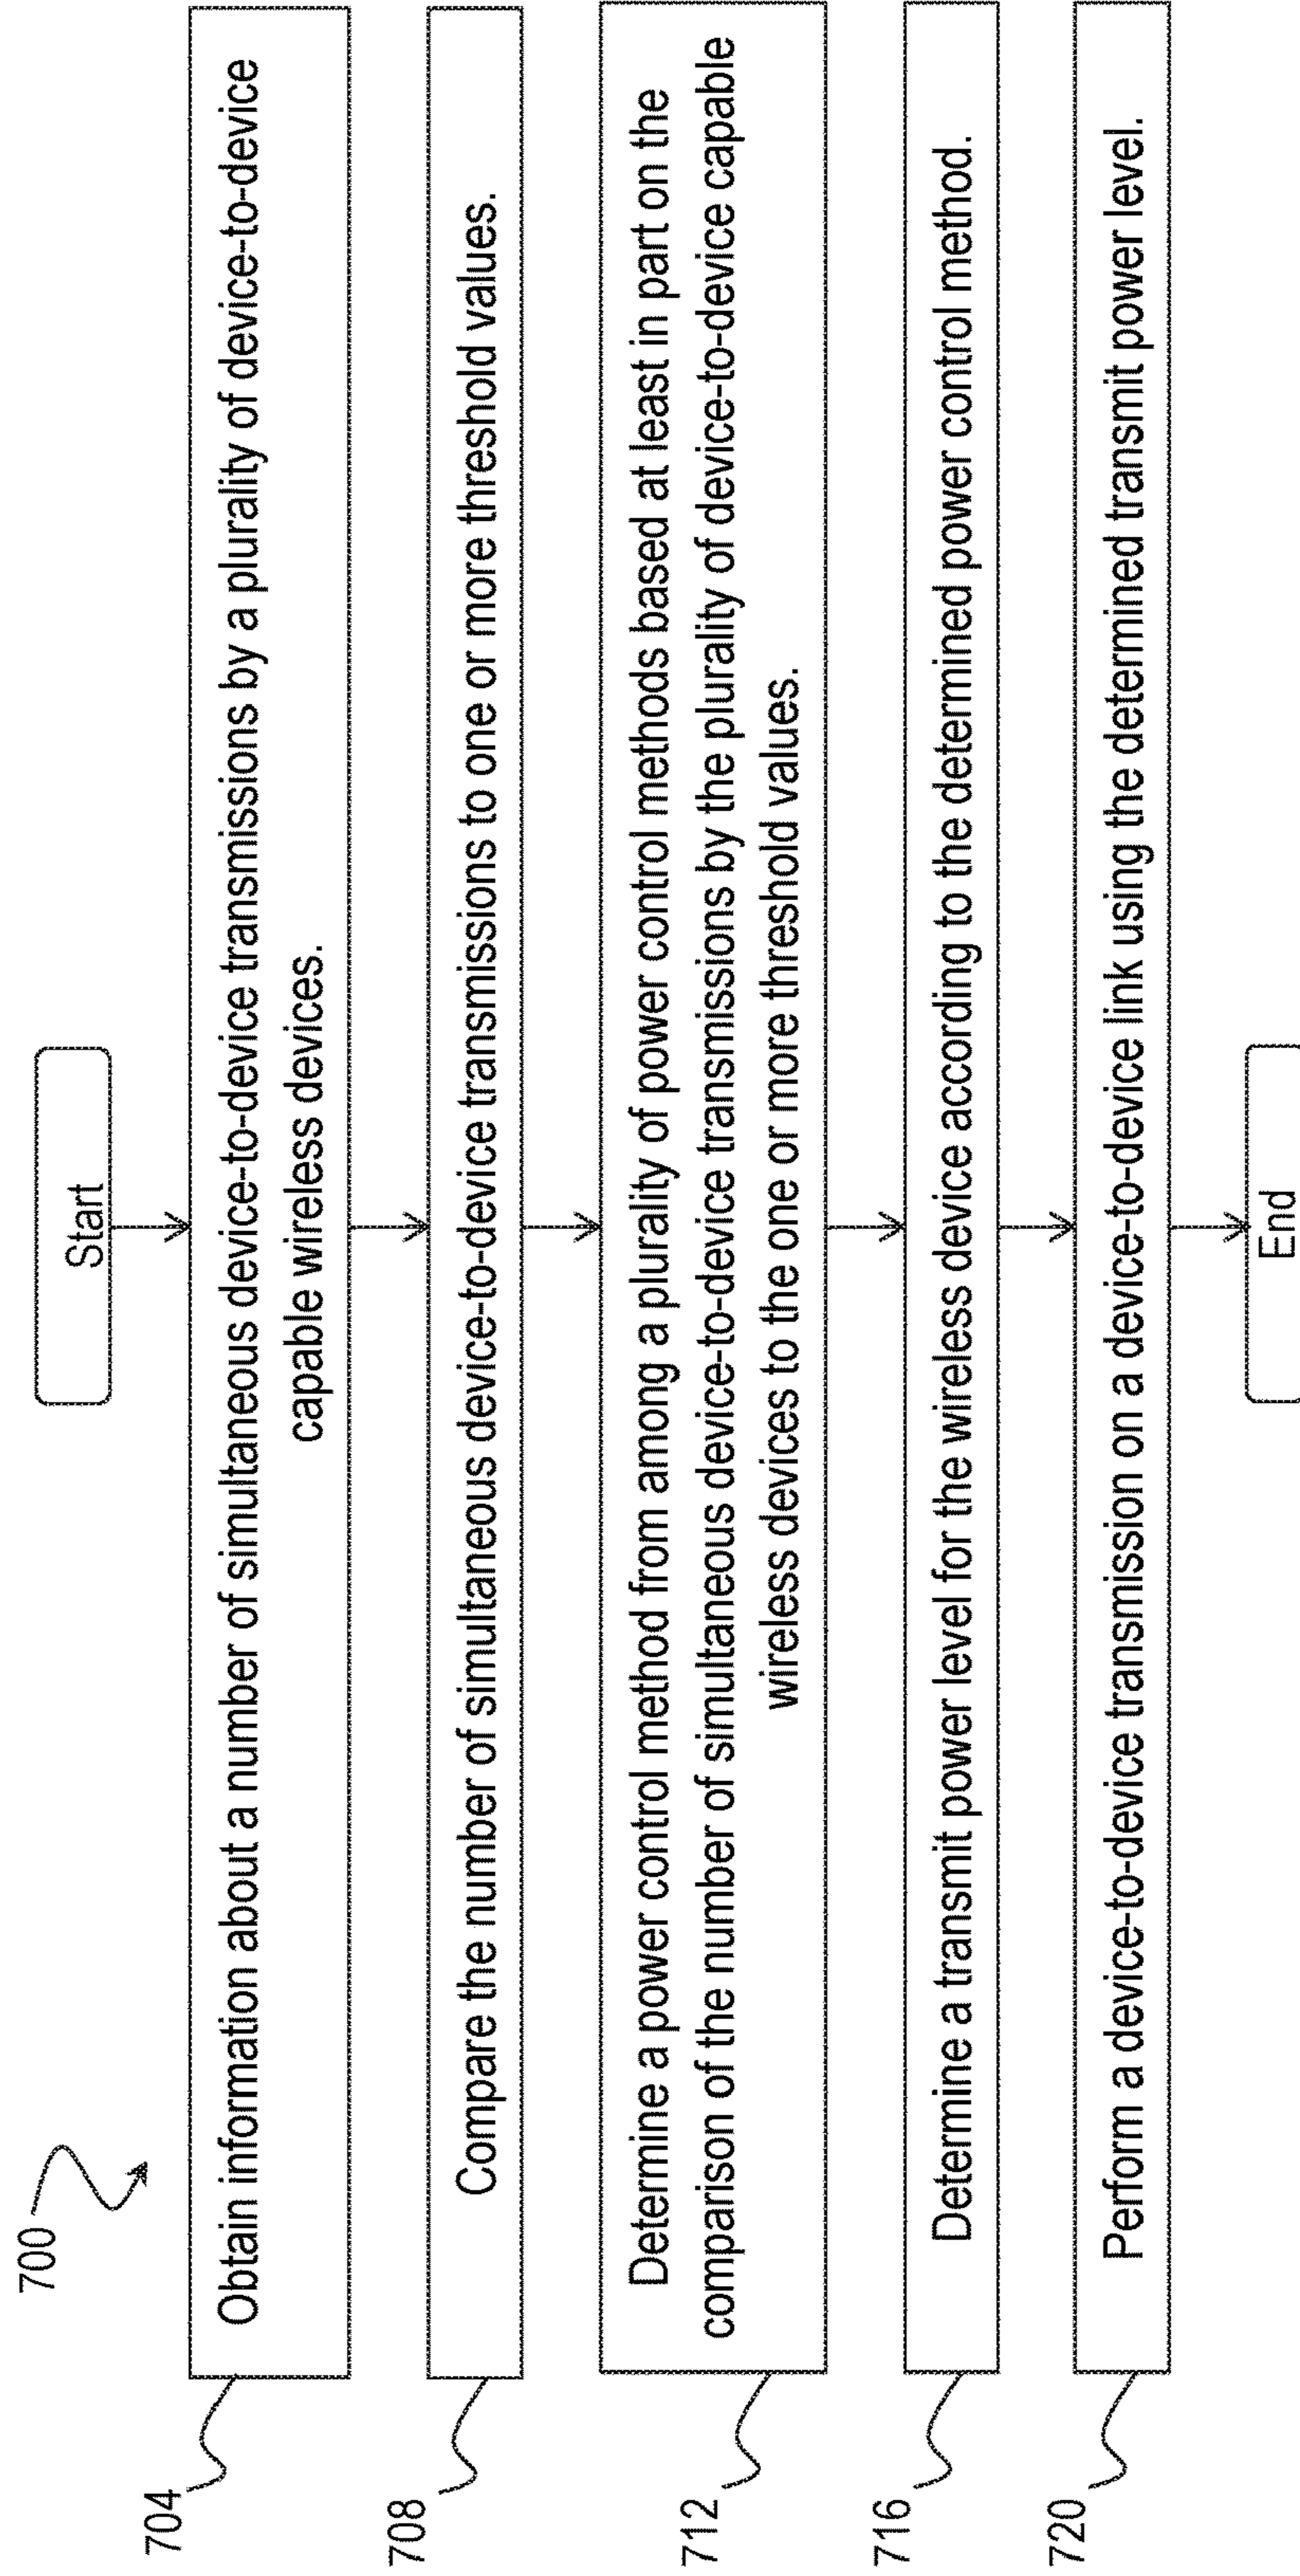 700
Start
704
Obtain information about a number of simultaneous device-to-device transmissions by a plurality of device-to-device
capable wireless devices.
708
Compare the number of simultaneous device-to-device transmissions to one or more threshold values.
712
Determine a power control method from among a plurality of power control methods based at least in part on the
comparison of the number of simultaneous device-to-device transmissions by the plurality of device-to-device capable
wireless devices to the one or more threshold values.
716
Determine a transmit power level for the wireless device according to the determined power control method.
720
Perform a device-to-device transmission on a device-to-device link using the determined transmit power level.
End